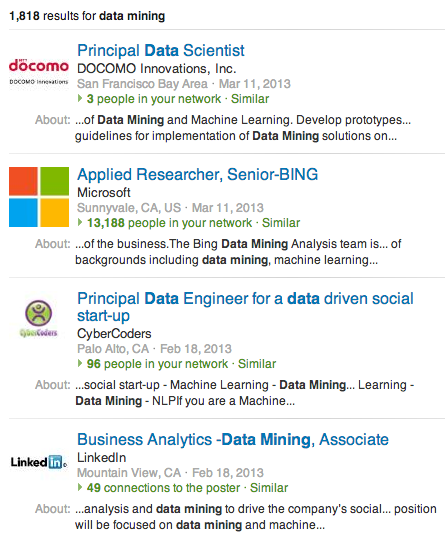 1,818 results for data mining
Principal Data Scientist
NTT
döcomo
DOCOMO Innovations
DOCOMO Innovations, Inc.
San Francisco Bay Area · Mar 11, 2013
3 people in your network · Similar
About: ...of Data Mining and Machine Learning. Develop prototypes...
guidelines for implementation of Data Mining solutions on...
Applied Researcher, Senior-BING
Microsoft
Sunnyvale, CA, US · Mar 11, 2013
13,188 people in your network · Similar
About: ...of the business.The Bing Data Mining Analysis team is... of
backgrounds including data mining, machine learning...
Principal Data Engineer for a data driven social
start-up
CyberCoders
CyberCoders
Palo Alto, CA · Feb 18, 2013
96 people in your network · Similar
About: ...social start-up - Machine Learning - Data Mining... Learning -
Data Mining - NLPIf you are a Machine...
Business Analytics -Data Mining, Associate
LinkedIn
LinkedIn
Mountain View, CA · Feb 18, 2013
49 connections to the poster · Similar
About: ...analysis and data mining to drive the company's social... position
will be focused on data mining and machine...